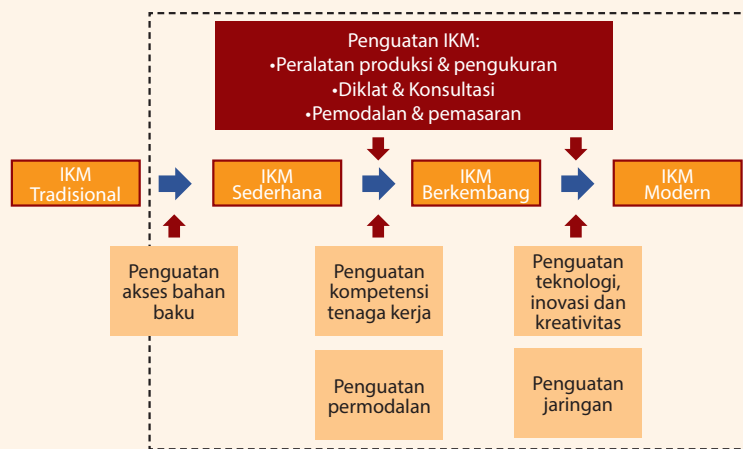 Penguatan IKM:
•Peralatan produksi & pengukuran
•Diklat & Konsultasi
•Pemodalan & pemasaran
IKM
Tradisional
IKM
Sederhana
IKM
Berkembang
IKM
Modern
Penguatan
akses bahan
baku
Penguatan
kompetensi
tenaga kerja
Penguatan
teknologi,
inovasi dan
kreativitas
Penguatan
permodalan
Penguatan
jaringan